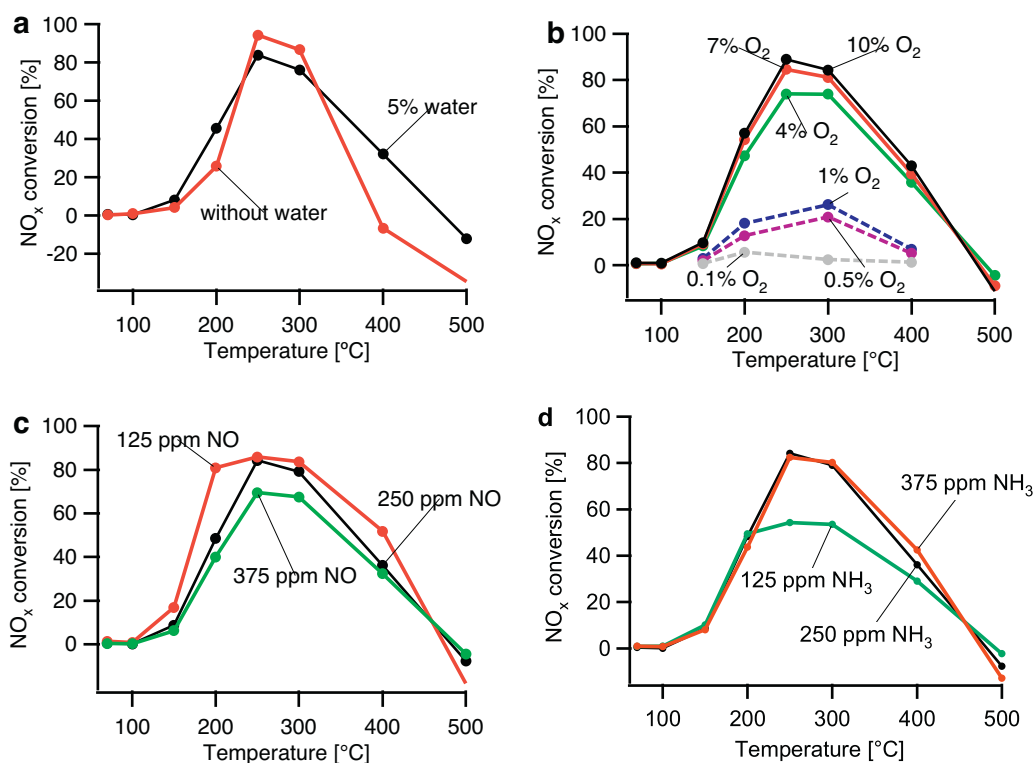 a
100
80
60
40
20
0
-20
NOx conversion [%]
5% water
without water
100 200 300 400 500
Temperature [ºC]
b
100
80
60
40
20
0
NOx conversion [%]
7% O2
10% O2
4% O2
1% O2
0.1% O2
0.5% O2
100 200 300 400 500
Temperature [°C]
c
100
80
60
40
20
0
NOx conversion [%]
125 ppm NO
250 ppm NO
375 ppm NO
100 200 300 400 500
Temperature [°C]
d
100
80
60
40
20
0
NOx conversion [%]
375 ppm NH3
125 ppm NH3
250 ppm NH3
100 200 300 400 500
Temperature [°C]